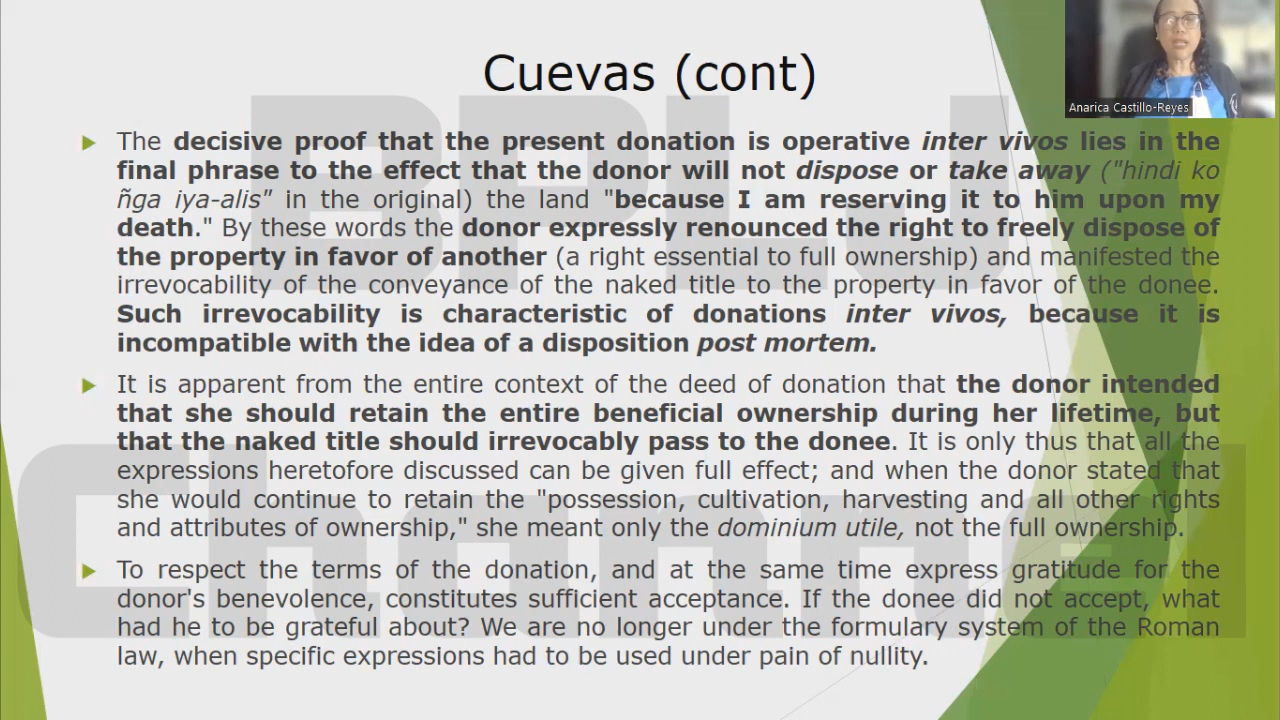 Cuevas (cont)
Anarica Castillo-Reyes
The decisive proof that the present donation is operative inter vivos lies in the
final phrase to the effect that the donor will not dispose or take away ("hindi ko
ñga iya-alis" in the original) the land "because I am reserving it to him upon my
death." By these words the donor expressly renounced the right to freely dispose of
the property in favor of another (a right essential to full ownership) and manifested the
irrevocability of the conveyance of the naked title to the property in favor of the donee.
Such irrevocability is characteristic of donations inter vivos, because it is
incompatible with the idea of a disposition post mortem.
It is apparent from the entire context of the deed of donation that the donor intended
that she should retain the entire beneficial ownership during her lifetime, but
that the naked title should irrevocably pass to the donee. It is only thus that all the
expressions heretofore discussed can be given full effect; and when the donor stated that
she would continue to retain the "possession, cultivation, harvesting and all other rights
and attributes of ownership," she meant only the dominium utile, not the full ownership.
To respect the terms of the donation, and at the same time express gratitude for the
donor's benevolence, constitutes sufficient acceptance. If the donee did not accept, what
had he to be grateful about? We are no longer under the formulary system of the Roman
law, when specific expressions had to be used under pain of nullity.
BPLJ
Channel